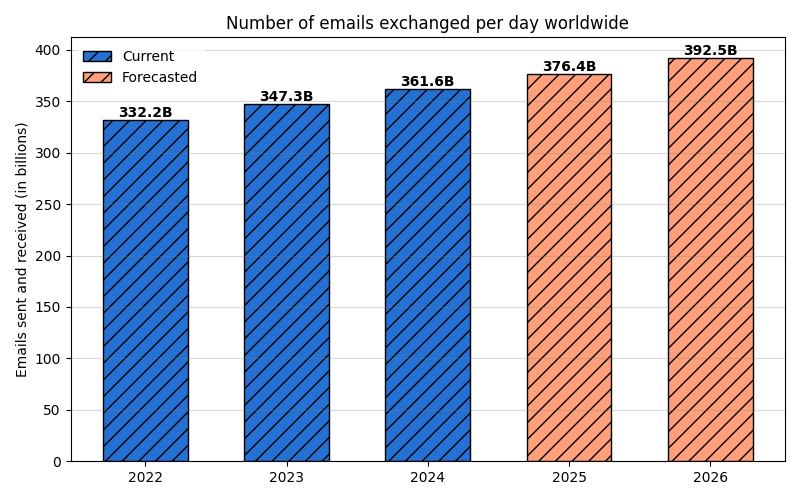 Number of emails exchanged per day worldwide
Emails sent and received (in billions)
400
350
300
250
200
150
100
50
0
Current
Forecasted
332.2B
347.3B
361.6B
376.4B
392.5B
2022
2023
2024
2025
2026